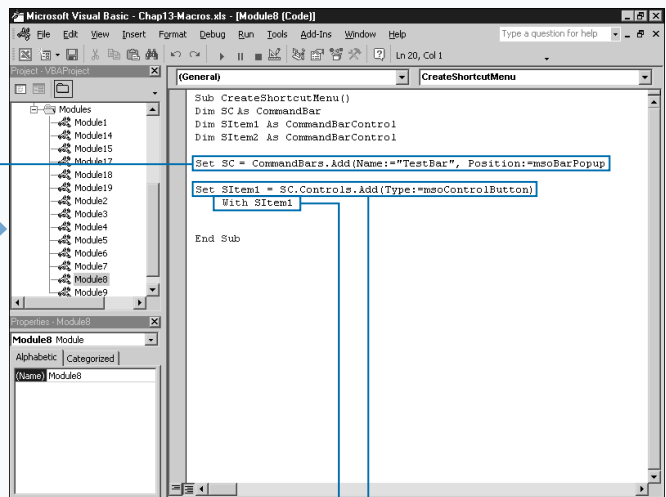 Microsoft Visual Basic - Chap13-Macros.xls - [Module8 (Code)]
File Edit View Insert Format Debug Run Tools Add-Ins Window Help Type a question for help
Ln 20, Col 1
Project - VBAProject
(General) CreateShortcutMenu
Modules
Module1
Module14
Module15
Module17
Module18
Module19
Module2
Module3
Module4
Module5
Module6
Module7
Module8
Module9
Sub CreateShortcutMenu()
Dim SC As CommandBar
Dim SItem1 As CommandBarControl
Dim SItem2 As CommandBarControl
Set SC = CommandBars.Add(Name:="TestBar", Position:=msoBarPopup
Set SItem1 = SC.Controls.Add(Type:=msoControlButton)
With SItem1
End Sub
Properties - Module8
Module8 Module
Alphabetic Categorized
(Name) Module8